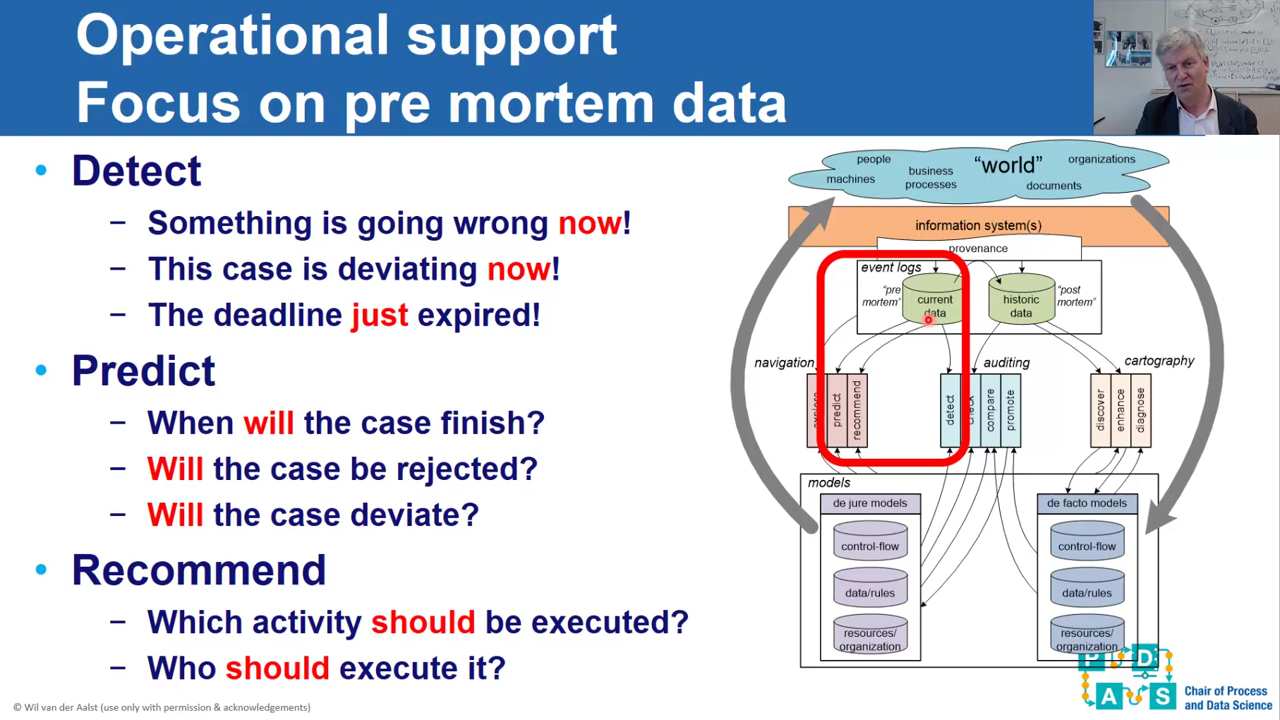 Operational support
Focus on pre mortem data
• Detect
– Something is going wrong now!
– This case is deviating now!
– The deadline just expired!
• Predict
– When will the case finish?
– Will the case be rejected?
– Will the case deviate?
• Recommend
– Which activity should be executed?
– Who should execute it?
people
"world"
organizations
machines
business
processes
documents
information system(s)
provenance
event logs
"pre
mortem"
current
data
historic
data
"post
mortem"
navigation
auditing
cartography
explore
predict
recommend
detect
check
compare
promote
discover
enhance
diagnose
models
de jure models
de facto models
control-flow
control-flow
data/rules
data/rules
resources/
organization
resources/
organization
P A D S
Chair of Process
and Data Science
© Wil van der Aalst (use only with permission & acknowledgements)